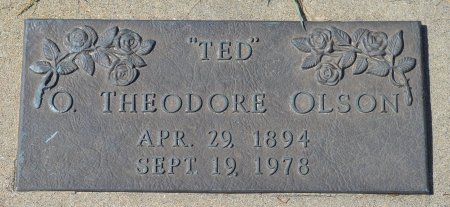 "TED"
O. THEODORE OLSON
APR. 29, 1894
SEPT. 19, 1978